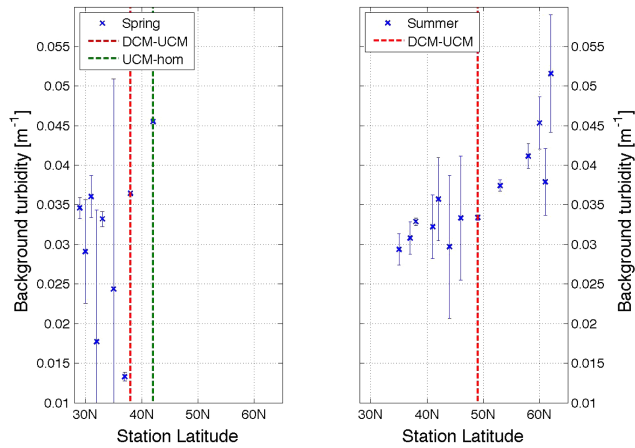 Spring
DCM-UCM
UCM-hom
Summer
DCM-UCM
0.055
0.05
0.045
0.04
0.035
0.03
0.025
0.02
0.015
0.01
Background turbidity [m⁻¹]
30N 40N 50N 60N
Station Latitude
30N 40N 50N 60N
Station Latitude
0.055
0.05
0.045
0.04
0.035
0.03
0.025
0.02
0.015
0.01
Background turbidity [m⁻¹]